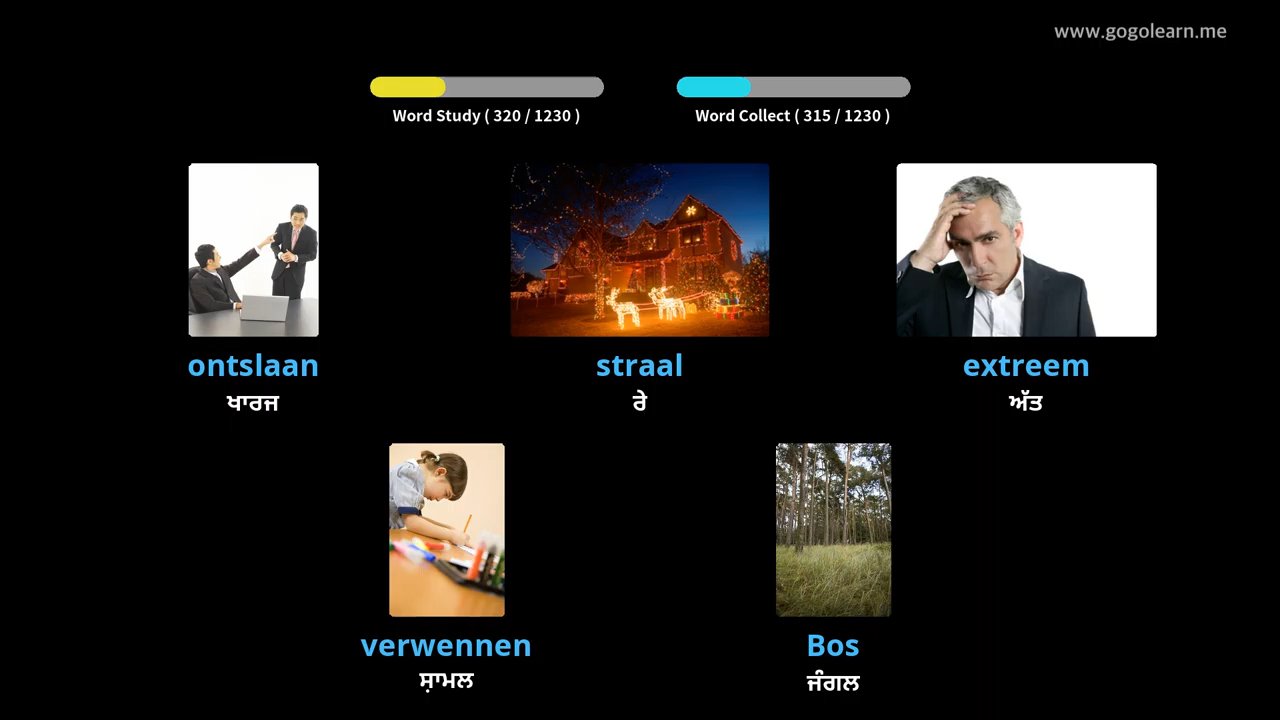 www.gogolearn.me
Word Study ( 320 / 1230 )
Word Collect ( 315 / 1230 )
ontslaan
ਖਾਰਜ
straal
ਰੇ
extreem
ਅੱਤ
verwennen
ਸ਼ਾਮਲ
Bos
ਜੰਗਲ